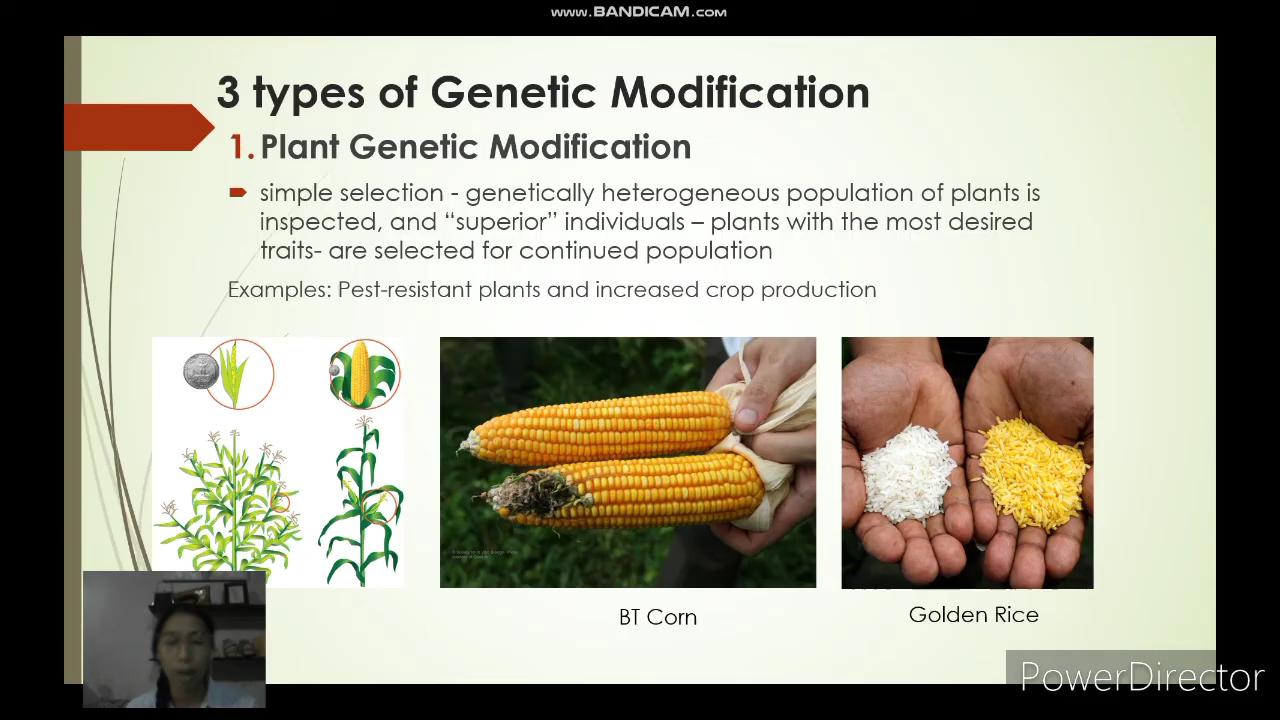 www.BANDICAM.com
3 types of Genetic Modification
1. Plant Genetic Modification
simple selection - genetically heterogeneous population of plants is
inspected, and “superior” individuals – plants with the most desired
traits- are selected for continued population
Examples: Pest-resistant plants and increased crop production
BT Corn
Golden Rice
PowerDirector